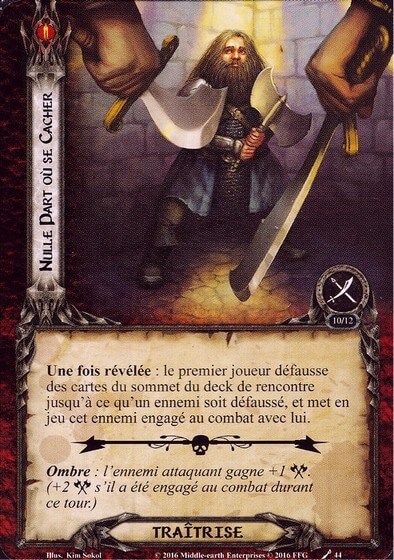 Nulle Part où se Cacher
10/12
Une fois révélée : le premier joueur défausse
des cartes du sommet du deck de rencontre
jusqu'à ce qu'un ennemi soit défaussé, et met en
jeu cet ennemi engagé au combat avec lui.
Ombre : l'ennemi attaquant gagne +1 .
(+2 s'il a été engagé au combat durant
ce tour.)
TRAÎTRISE
Illus. Kim Sokol © 2016 Middle-earth Enterprises © 2016 FFG 44